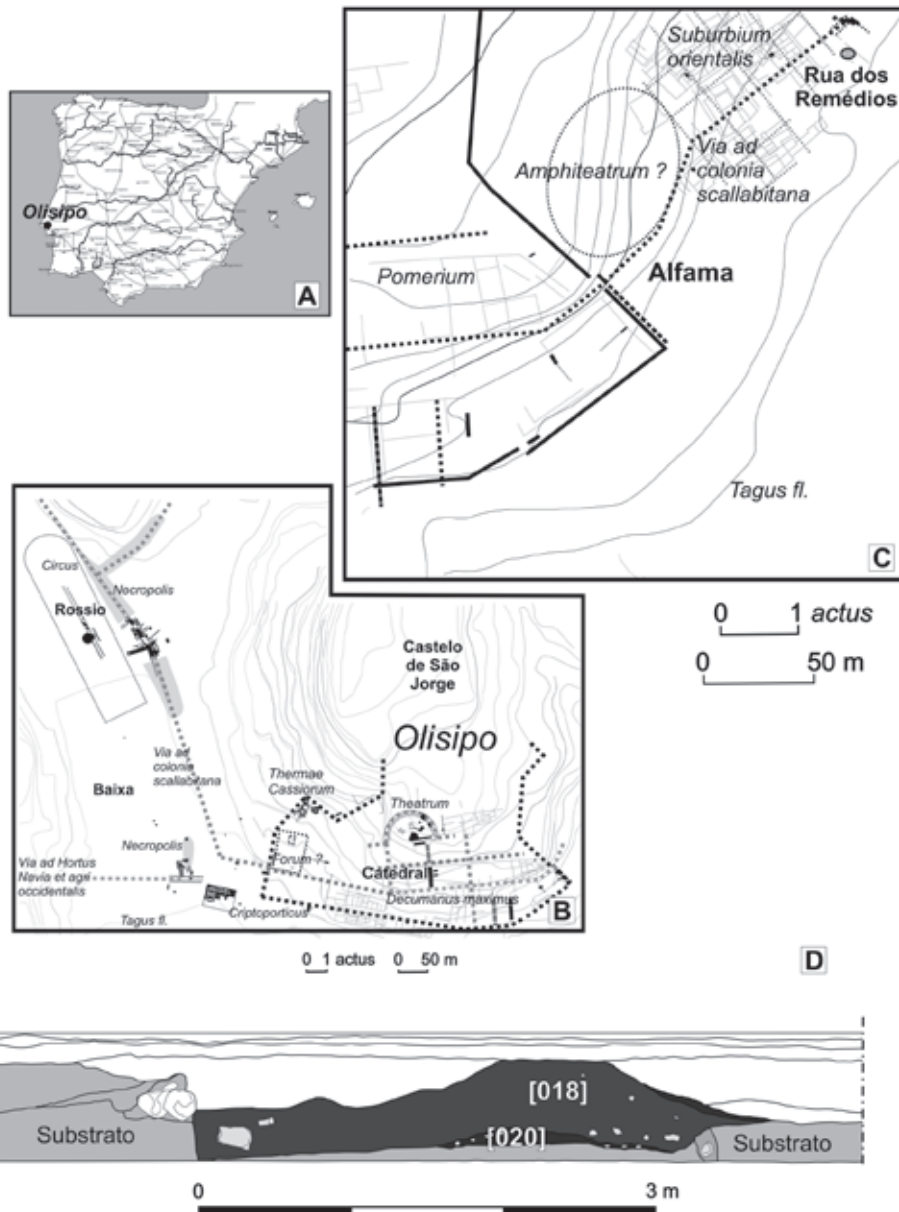 Olisipo
A
Suburbium
orientalis
Rua dos
Remédios
Amphiteatrum ?
Via ad
colonia
scallabitana
Pomerium
Alfama
Tagus fl.
C
0 1 actus
0 50 m
Circus
Necropolis
Rossio
Castelo
de São
Jorge
Olisipo
Via ad
colonia
scallabitana
Thermae
Cassiorum
Baixa
Theatrum
Necropolis
Forum ?
Via ad Hortus
Navia et agri
occidentalis
Catedral
Decumanus maximus
Criptoporticus
Tagus fl.
B
0 1 actus 0 50 m
D
[018]
[020]
Substrato
Substrato
0 3 m